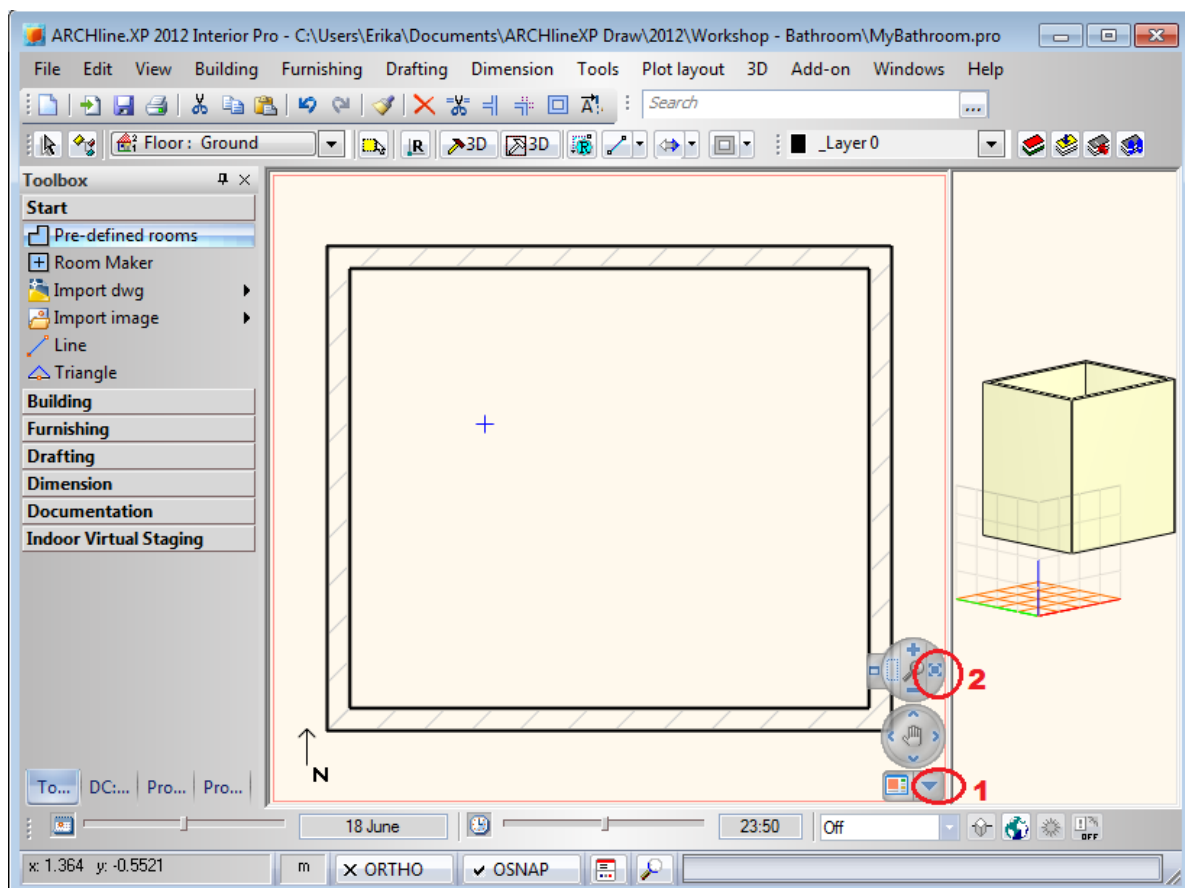 ARCHline.XP 2012 Interior Pro - C:\Users\Erika\Documents\ARCHlineXP Draw\2012\Workshop - Bathroom\MyBathroom.pro
File Edit View Building Furnishing Drafting Dimension Tools Plot layout 3D Add-on Windows Help
Search ...
Floor : Ground R 3D 3D R _Layer 0
Toolbox
Start
Pre-defined rooms
Room Maker
Import dwg
Import image
Line
Triangle
Building
Furnishing
Drafting
Dimension
Documentation
Indoor Virtual Staging
2
N
1
To... DC:... Pro... Pro...
18 June 23:50 Off OFF
x: 1.364 y: -0.5521 m ORTHO OSNAP